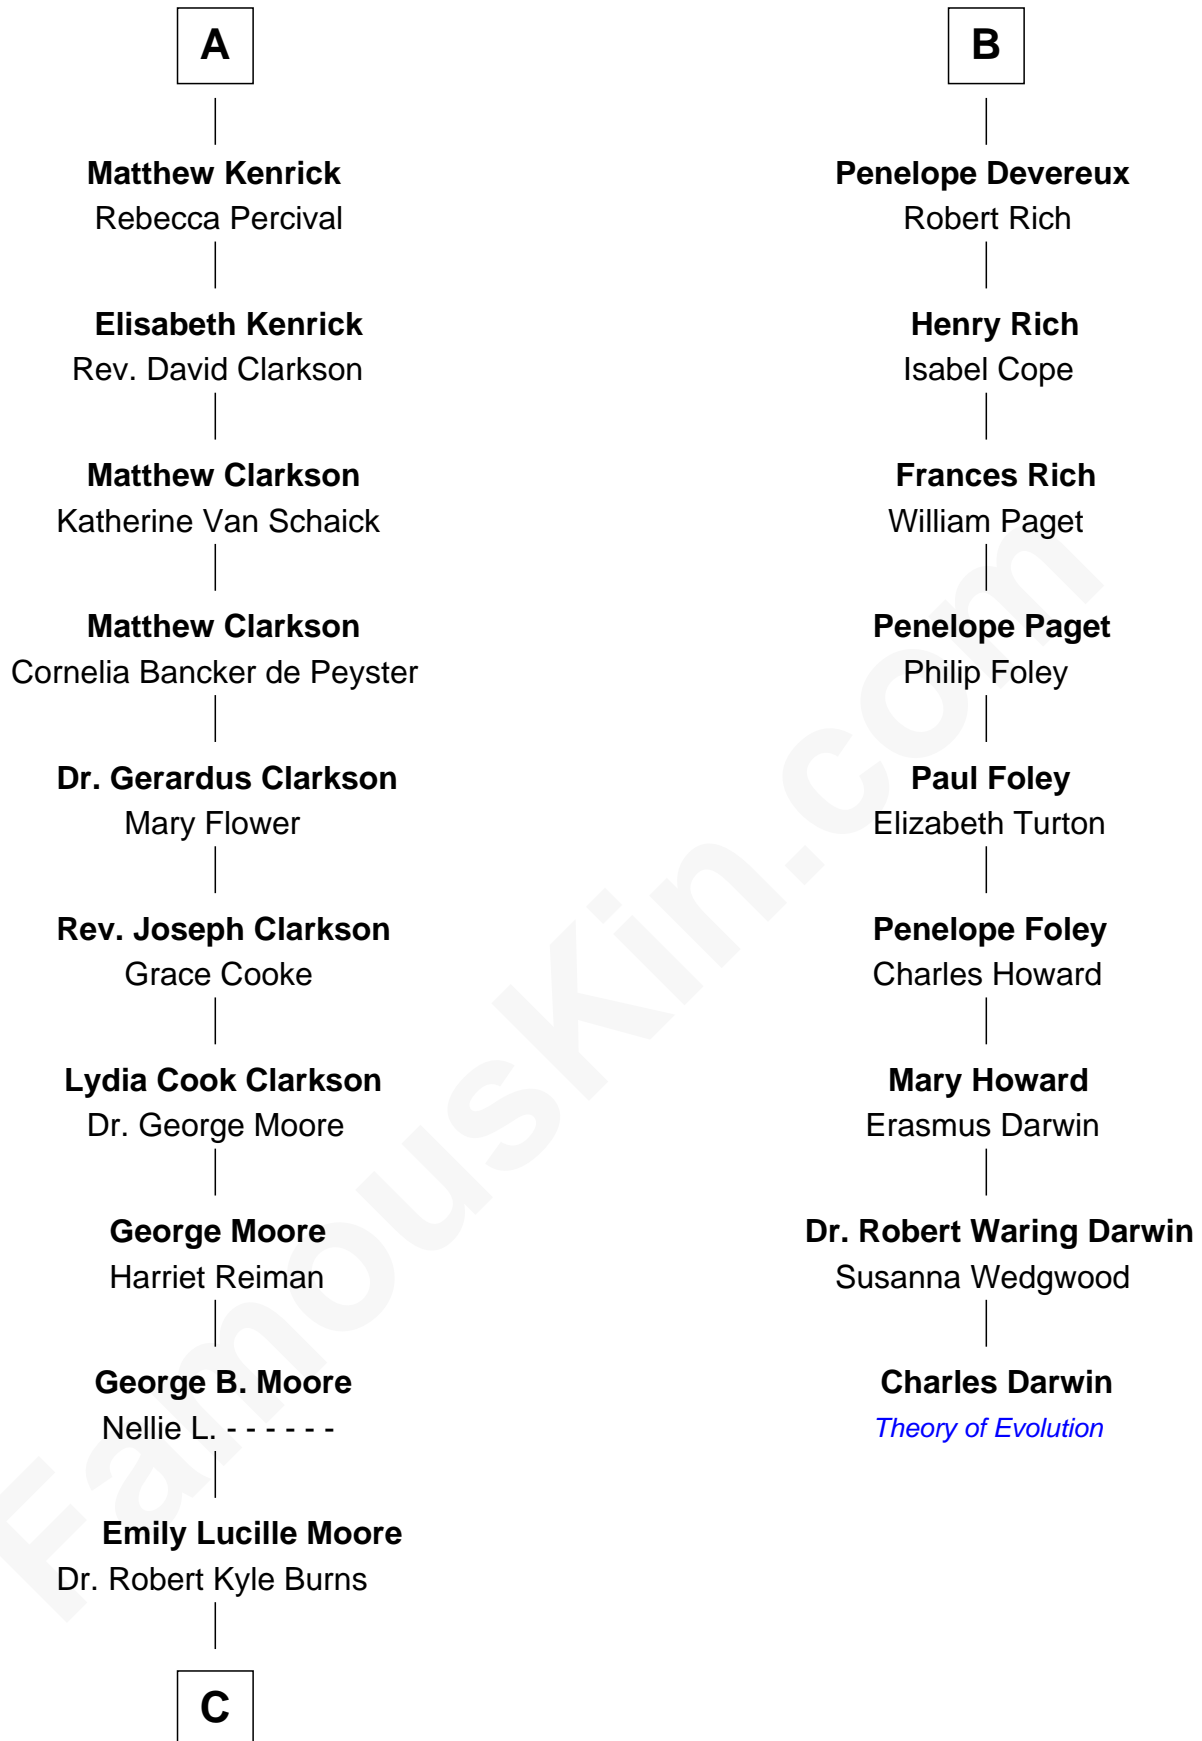 A
Matthew Kenrick
Rebecca Percival
Elisabeth Kenrick
Rev. David Clarkson
Matthew Clarkson
Katherine Van Schaick
Matthew Clarkson
Cornelia Bancker de Peyster
Dr. Gerardus Clarkson
Mary Flower
Rev. Joseph Clarkson
Grace Cooke
Lydia Cook Clarkson
Dr. George Moore
George Moore
Harriet Reiman
George B. Moore
Nellie L. - - - - - -
Emily Lucille Moore
Dr. Robert Kyle Burns
C
B
Penelope Devereux
Robert Rich
Henry Rich
Isabel Cope
Frances Rich
William Paget
Penelope Paget
Philip Foley
Paul Foley
Elizabeth Turton
Penelope Foley
Charles Howard
Mary Howard
Erasmus Darwin
Dr. Robert Waring Darwin
Susanna Wedgwood
Charles Darwin
Theory of Evolution
FamousKin.com